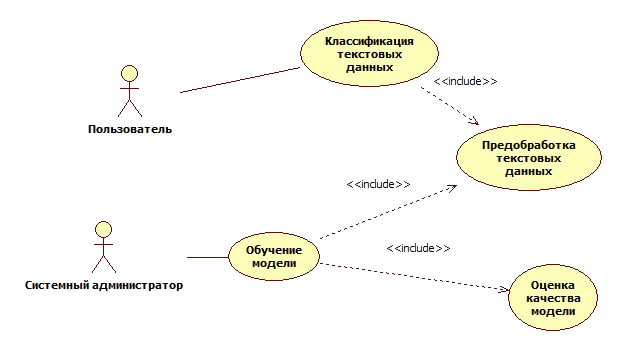 Классификация
текстовых
данных
<<include>>
Пользователь
Предобработка
текстовых
данных
<<include>>
Обучение
модели
<<include>>
Системный администратор
Оценка
качества
модели